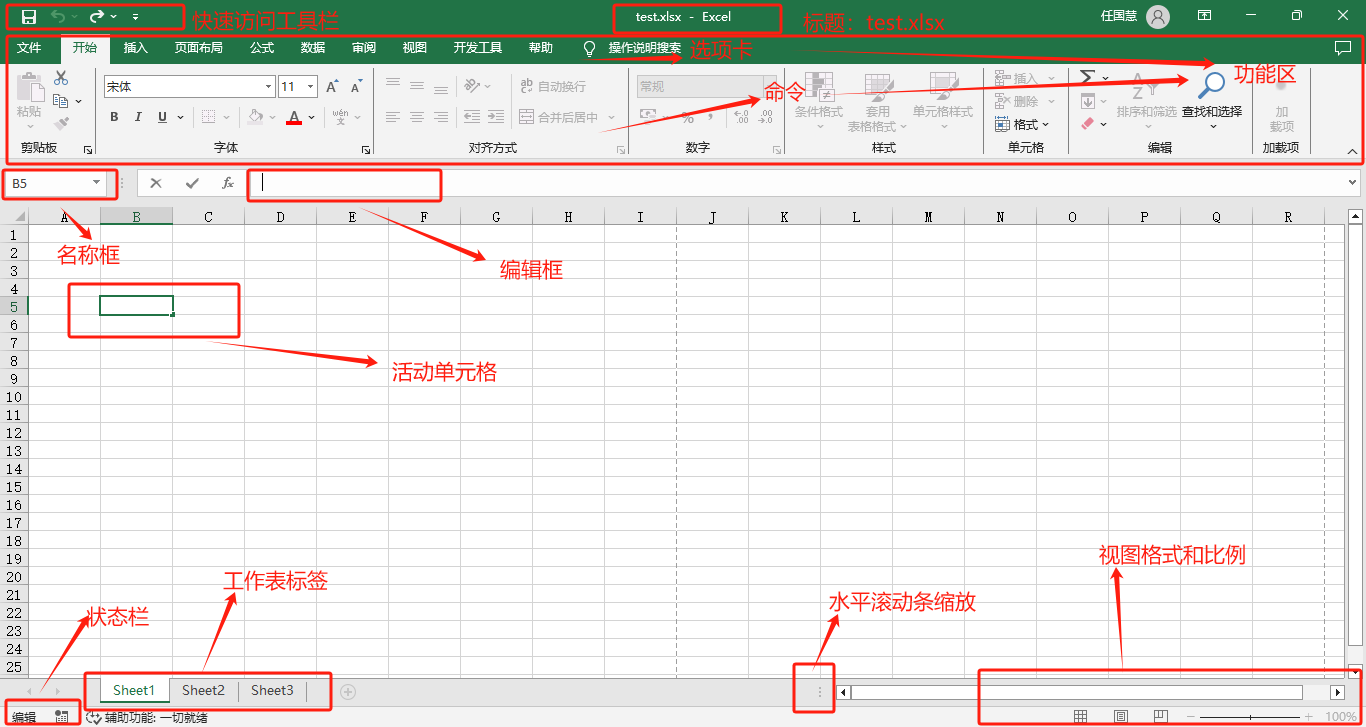 快速访问工具栏 test.xlsx - Excel 标题：test.xlsx 任国慧
文件 开始 插入 页面布局 公式 数据 审阅 视图 开发工具 帮助 操作说明搜索 选项卡
功能区
宋体 11 自动换行 常规 命令 插入
粘贴 删除
条件格式 套用 表格格式 单元格样式 排序和筛选 查找和选择 加载项
B I U A wén 文 合并后居中 % 格式
剪贴板 字体 对齐方式 数字 样式 单元格 编辑 加载项
B5 fx
A B C D E F G H I J K L M N O P Q R
1
2
名称框 编辑框
3
4
5
6
7
活动单元格
8
9
10
11
12
13
14
15
16
17
18
19
视图格式和比例
20
工作表标签
21
水平滚动条缩放
22
状态栏
23
24
25
Sheet1 Sheet2 Sheet3
编辑 辅助功能: 一切就绪 100%